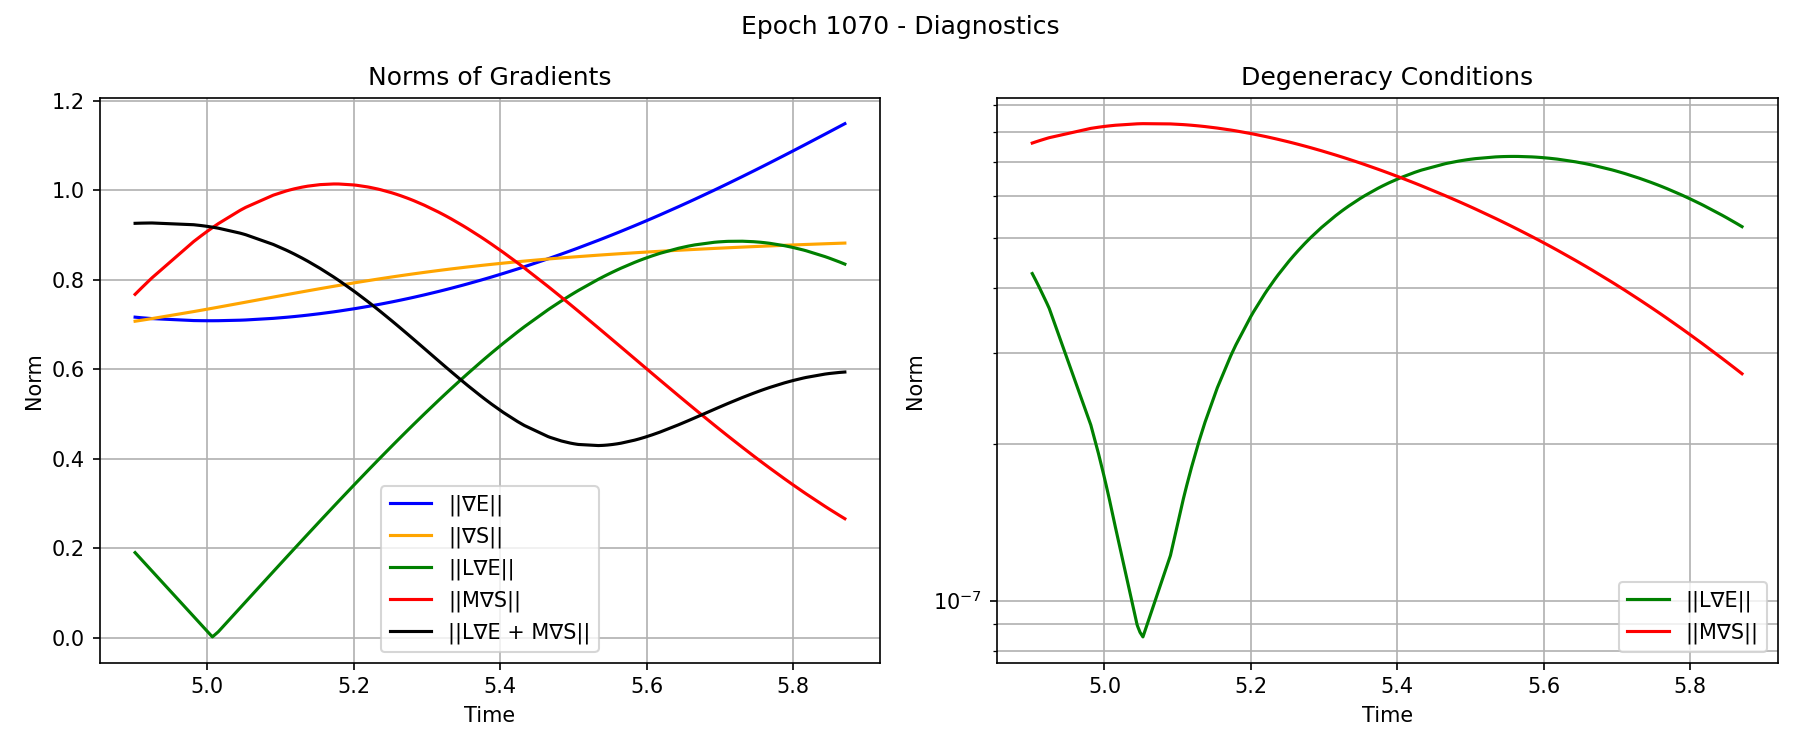 Epoch 1070 - Diagnostics
Norms of Gradients
1.2
1.0
0.8
0.6
0.4
0.2
0.0
Norm
5.0
5.2
5.4
5.6
5.8
Time
||∇E||
||∇S||
||L∇E||
||M∇S||
||L∇E + M∇S||
Degeneracy Conditions
10⁻⁷
Norm
5.0
5.2
5.4
5.6
5.8
Time
||L∇E||
||M∇S||